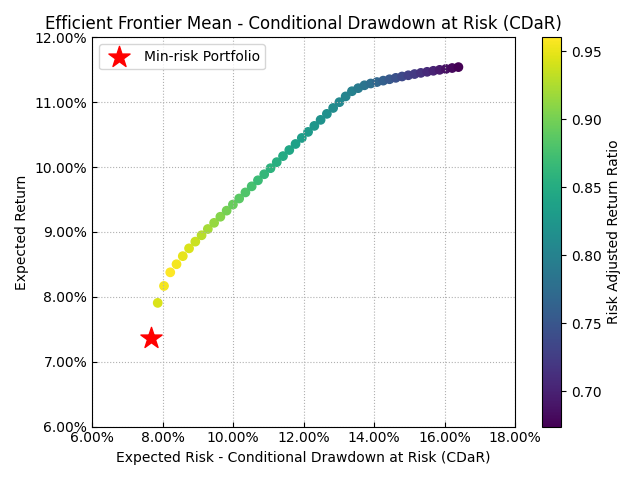 Efficient Frontier Mean - Conditional Drawdown at Risk (CDaR)
Min-risk Portfolio
12.00%
11.00%
10.00%
9.00%
8.00%
7.00%
6.00%
Expected Return
6.00% 8.00% 10.00% 12.00% 14.00% 16.00% 18.00%
Expected Risk - Conditional Drawdown at Risk (CDaR)
0.95
0.90
0.85
0.80
0.75
0.70
Risk Adjusted Return Ratio